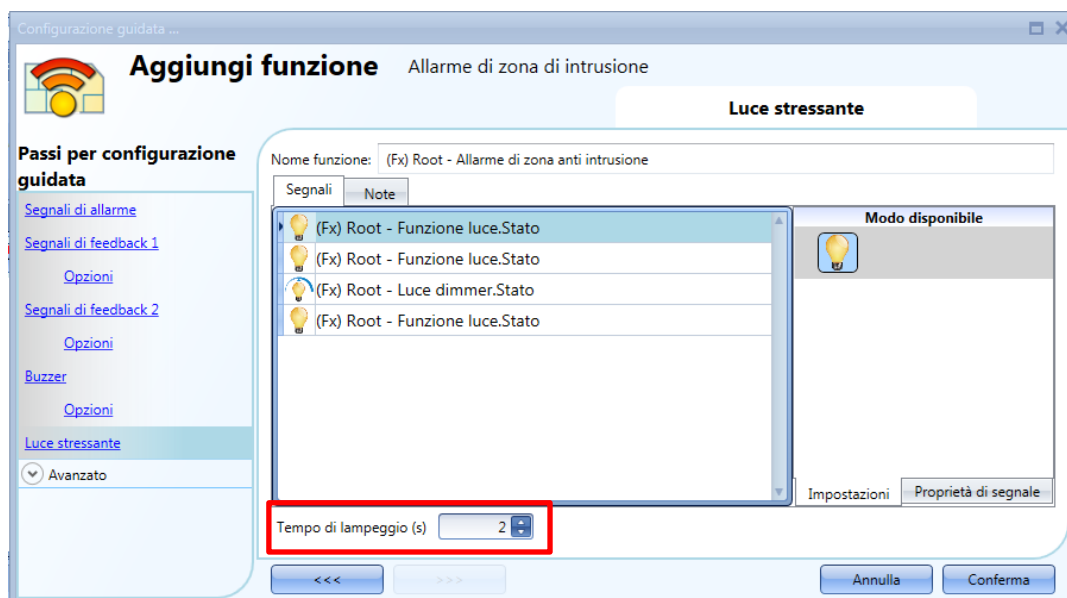 Configurazione guidata ...
Aggiungi funzione
Allarme di zona di intrusione
Luce stressante
Passi per configurazione
guidata
Segnali di allarme
Segnali di feedback 1
Opzioni
Segnali di feedback 2
Opzioni
Buzzer
Opzioni
Luce stressante
Avanzato
Nome funzione: (Fx) Root - Allarme di zona anti intrusione
Segnali
Note
(Fx) Root - Funzione luce.Stato
(Fx) Root - Funzione luce.Stato
(Fx) Root - Luce dimmer.Stato
(Fx) Root - Funzione luce.Stato
Modo disponibile
Impostazioni
Proprietà di segnale
Tempo di lampeggio (s) 2
<<<
>>>
Annulla
Conferma